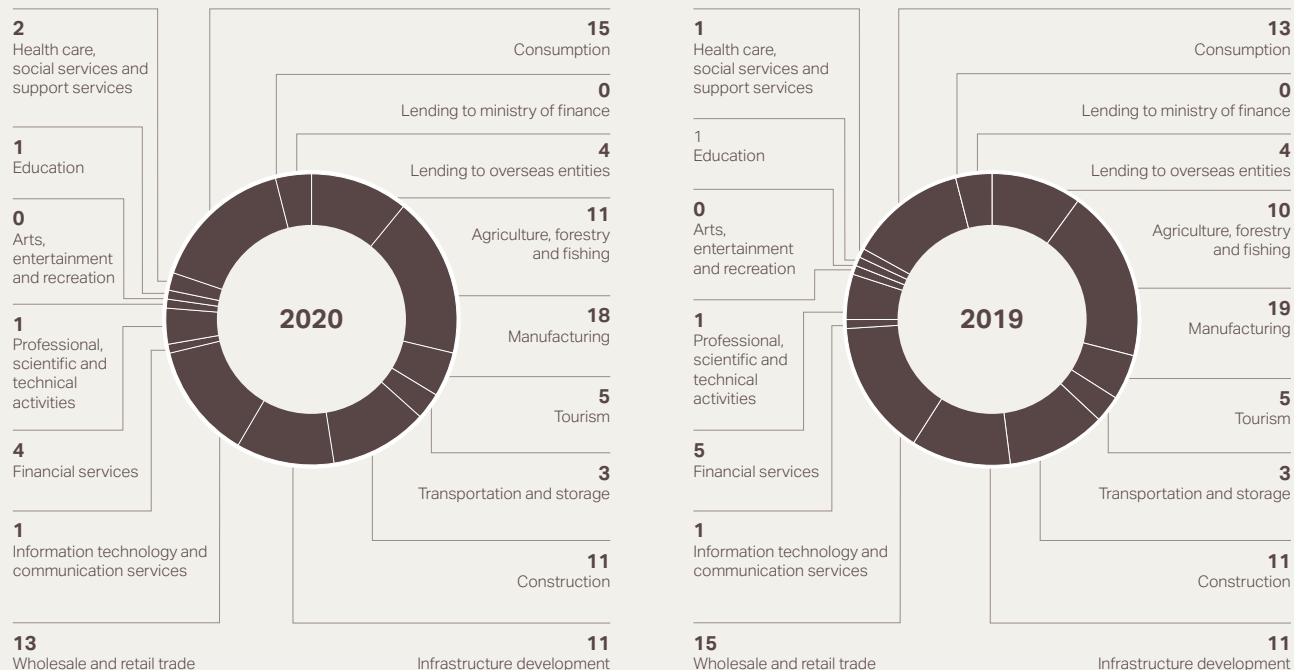 2
Health care,
social services and
support services
1
Education
0
Arts,
entertainment
and recreation
1
Professional,
scientific and
technical
activities
4
Financial services
1
Information technology and
communication services
13
Wholesale and retail trade
2020
15
Consumption
0
Lending to ministry of finance
4
Lending to overseas entities
11
Agriculture, forestry
and fishing
18
Manufacturing
5
Tourism
3
Transportation and storage
11
Construction
11
Infrastructure development
1
Health care,
social services and
support services
1
Education
0
Arts,
entertainment
and recreation
1
Professional,
scientific and
technical
activities
5
Financial services
1
Information technology and
communication services
15
Wholesale and retail trade
2019
13
Consumption
0
Lending to ministry of finance
4
Lending to overseas entities
10
Agriculture, forestry
and fishing
19
Manufacturing
5
Tourism
3
Transportation and storage
11
Construction
11
Infrastructure development